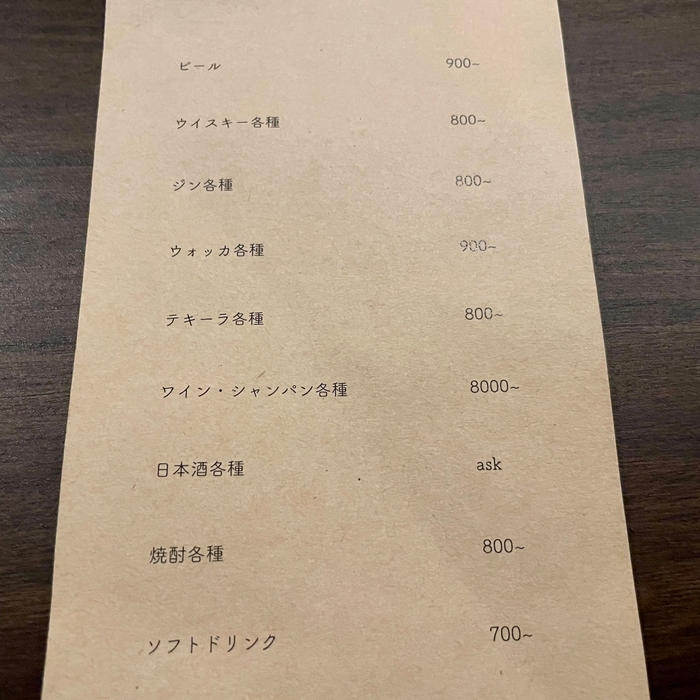 ビール 900~
ウイスキー各種 800~
ジン各種 800~
ウォッカ各種 900~
テキーラ各種 800~
ワイン・シャンパン各種 8000~
日本酒各種 ask
焼酎各種 800~
ソフトドリンク 700~